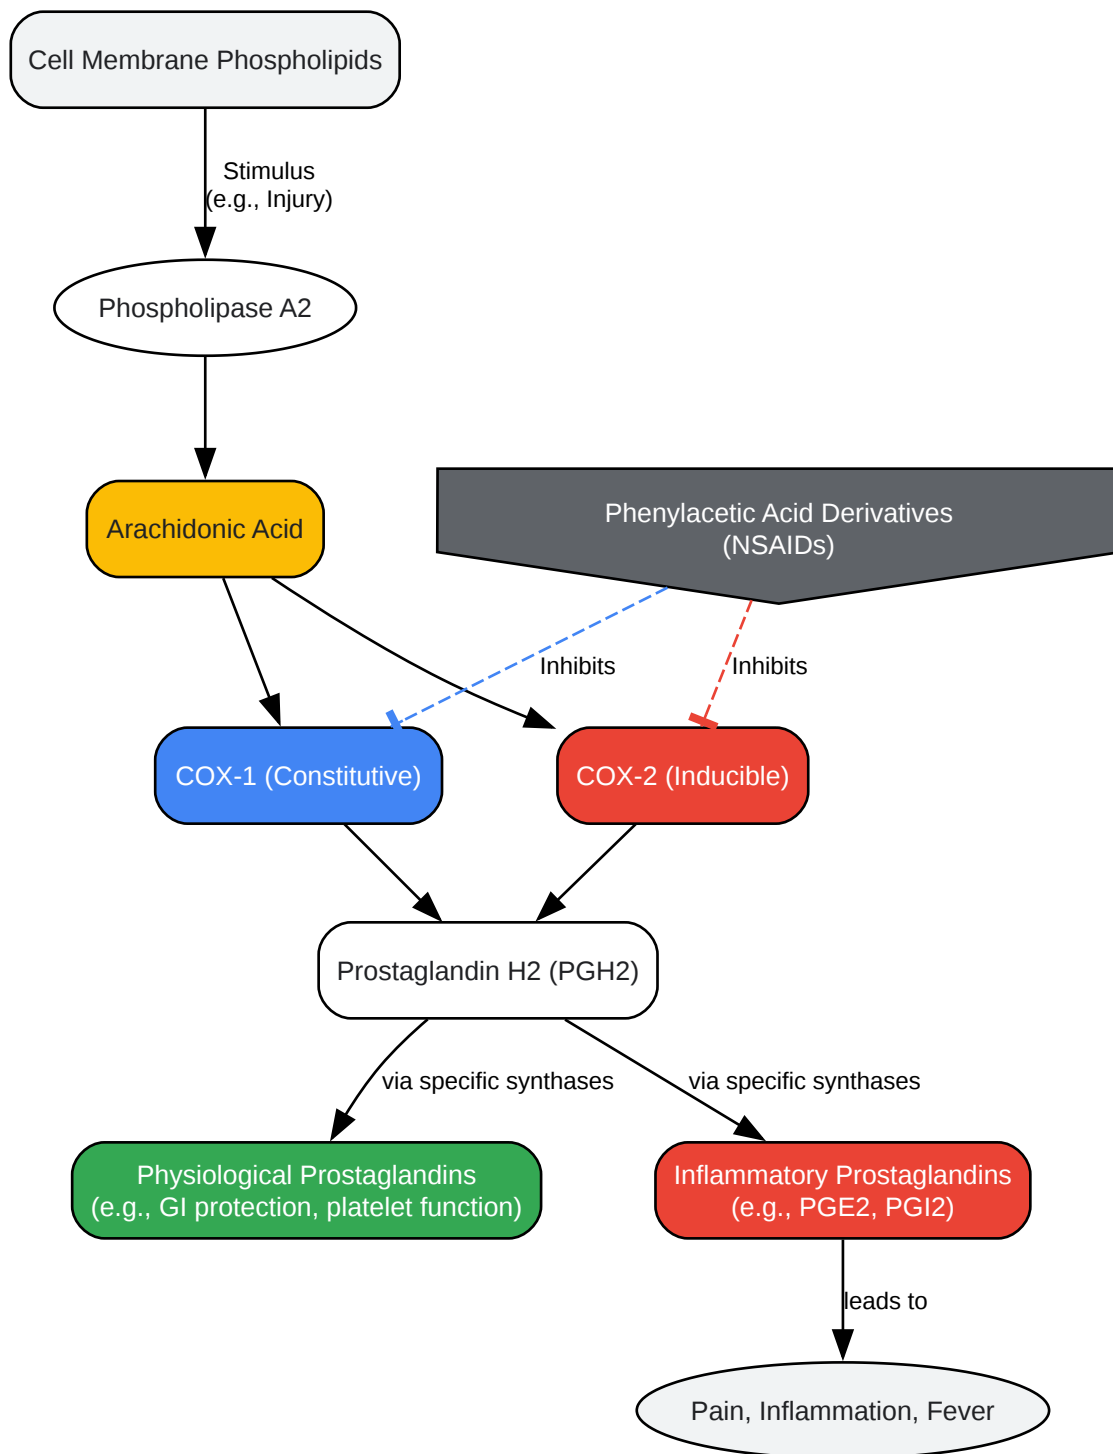 Cell Membrane Phospholipids
Stimulus
(e.g., Injury)
Phospholipase A2
Arachidonic Acid
Phenylacetic Acid Derivatives
(NSAIDs)
Inhibits
Inhibits
COX-1 (Constitutive)
COX-2 (Inducible)
Prostaglandin H2 (PGH2)
via specific synthases
via specific synthases
Physiological Prostaglandins
(e.g., GI protection, platelet function)
Inflammatory Prostaglandins
(e.g., PGE2, PGI2)
leads to
Pain, Inflammation, Fever